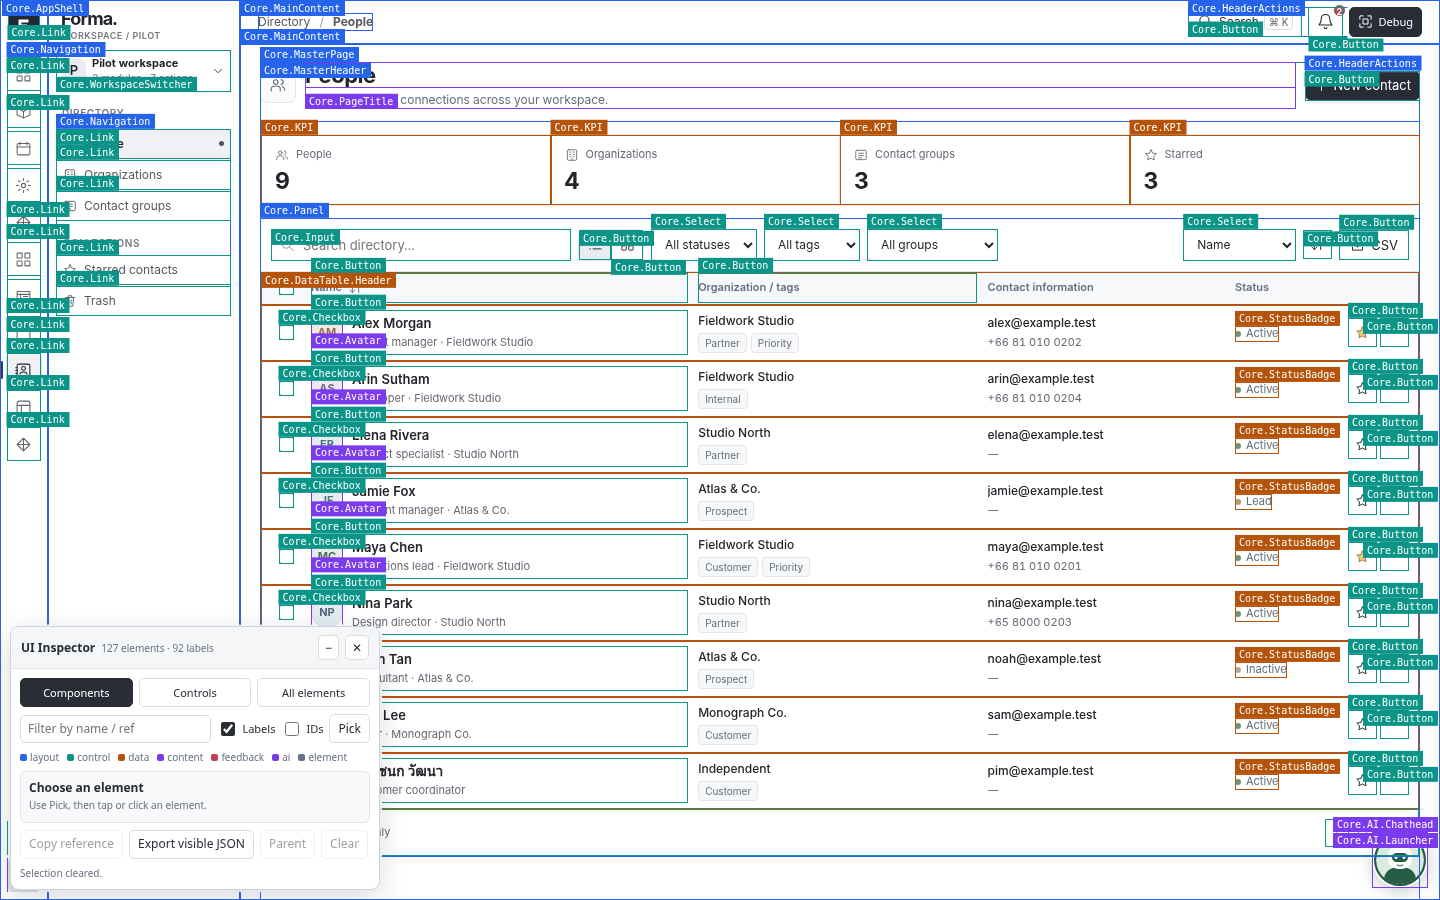 Core.AppShell
Core.MainContent
Core.HeaderActions
Forma.
Directory / People
Search ⌘ K
2
Debug
Core.Link
Core.Button
WORKSPACE / PILOT
Core.MainContent
Core.Button
Core.Navigation
Core.MasterPage
Core.HeaderActions
Core.Link
Pilot workspace
Core.MasterHeader
People
Core.Button
Core.WorkspaceSwitcher
New contact
Core.Link
Core.PageTitle
connections across your workspace.
Core.Navigation
Core.KPI
Core.KPI
Core.KPI
Core.KPI
Core.Link
Core.Link
People
Organizations
Contact groups
Starred
Organizations
Core.Link
9
4
3
3
Contact groups
Core.Link
Core.Panel
Core.Link
Core.Select
Core.Select
Core.Select
Core.Select
Core.Button
Core.Link
Core.Input
Search directory...
Core.Button
All statuses
All tags
All groups
Name
Core.Button
CSV
Starred contacts
Core.Link
Core.Button
Core.Button
Core.Button
Core.DataTable.Header
Name
Organization / tags
Contact information
Status
Trash
Core.Link
Core.Link
Core.Link
Core.Link
Core.Link
Core.Button
Core.Checkbox
Core.Avatar
Alex Morgan
manager · Fieldwork Studio
Fieldwork Studio
Partner
Priority
alex@example.test
+66 81 010 0202
Core.StatusBadge
Active
Core.Button
Core.Button
Core.Button
Core.Checkbox
Core.Avatar
Arin Sutham
Fieldwork Studio
Fieldwork Studio
Internal
arin@example.test
+66 81 010 0204
Core.StatusBadge
Active
Core.Button
Core.Button
Core.Button
Core.Checkbox
Core.Avatar
Elena Rivera
specialist · Studio North
Studio North
Partner
elena@example.test
—
Core.StatusBadge
Active
Core.Button
Core.Button
Core.Button
Core.Checkbox
Core.Avatar
Jamie Fox
manager · Atlas & Co.
Atlas & Co.
Prospect
jamie@example.test
—
Core.StatusBadge
Lead
Core.Button
Core.Button
Core.Button
Core.Checkbox
Core.Avatar
Maya Chen
lead · Fieldwork Studio
Fieldwork Studio
Customer
Priority
maya@example.test
+66 81 010 0201
Core.StatusBadge
Active
Core.Button
Core.Button
Core.Button
Core.Checkbox
NP
Nina Park
Design director · Studio North
Studio North
Partner
nina@example.test
+65 8000 0203
Core.StatusBadge
Active
Core.Button
Core.Button
Tan
Atlas & Co.
Atlas & Co.
Prospect
noah@example.test
—
Core.StatusBadge
Inactive
Core.Button
Core.Button
Lee
· Monograph Co.
Monograph Co.
Customer
sam@example.test
—
Core.StatusBadge
Active
Core.Button
Core.Button
วัฒนา
coordinator
Independent
Customer
pim@example.test
—
Core.StatusBadge
Active
Core.Button
Core.Button
Core.AI.Chathead
Core.AI.Launcher
UI Inspector 127 elements · 92 labels
− ✕
Components
Controls
All elements
Filter by name / ref
Labels
IDs
Pick
layout control data content feedback ai element
Choose an element
Use Pick, then tap or click an element.
Copy reference
Export visible JSON
Parent
Clear
Selection cleared.